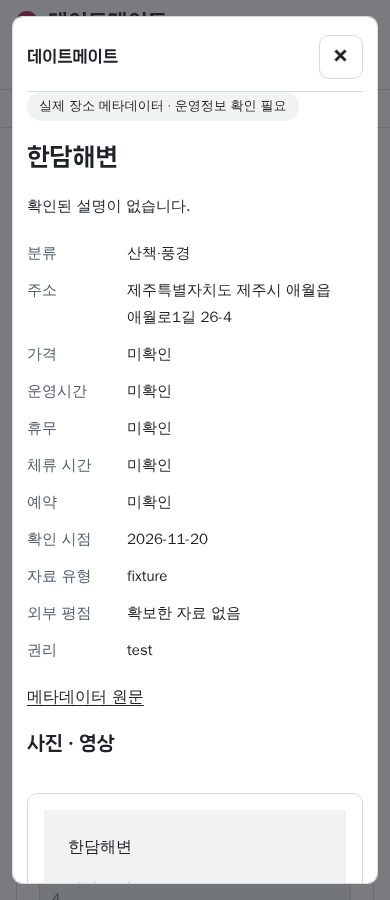 데이트메이트
×
실제 장소 메타데이터 · 운영정보 확인 필요
한담해변
확인된 설명이 없습니다.
분류 산책·풍경
주소 제주특별자치도 제주시 애월읍
애월로1길 26-4
가격 미확인
운영시간 미확인
휴무 미확인
체류 시간 미확인
예약 미확인
확인 시점 2026-11-20
자료 유형 fixture
외부 평점 확보한 자료 없음
권리 test
메타데이터 원문
사진 · 영상
한담해변